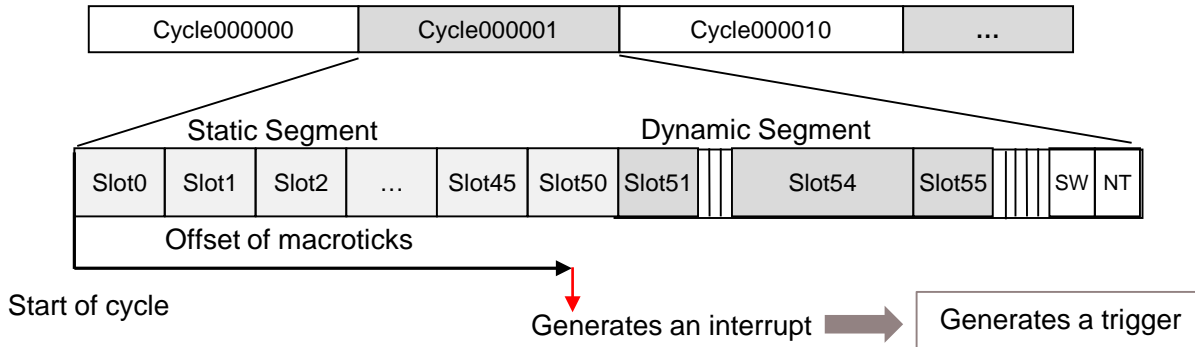 Cycle000000 Cycle000001 Cycle000010 ...
Static Segment Dynamic Segment
Slot0 Slot1 Slot2 ... Slot45 Slot50 Slot51 Slot54 Slot55 SW NT
Offset of macroticks
Start of cycle
Generates an interrupt Generates a trigger